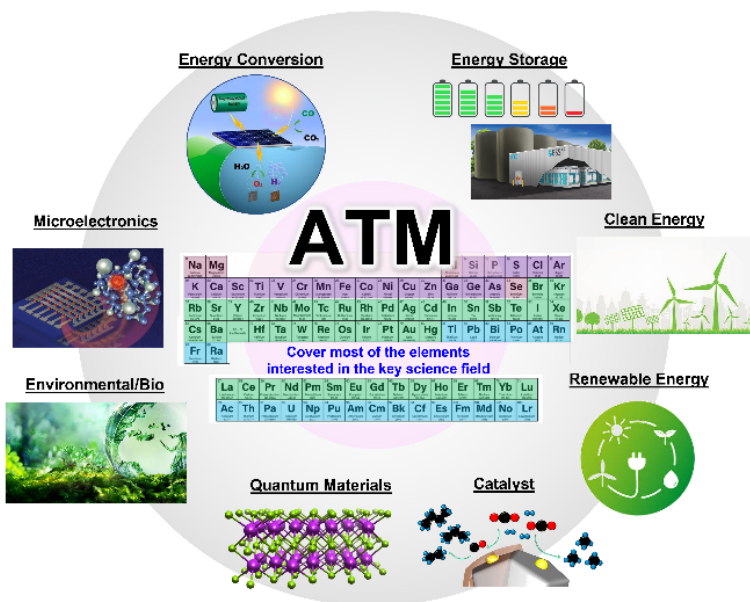 Energy Conversion
Energy Storage
CO
CO₂
H₂O
O₂
H₂
Microelectronics
ATM
Clean Energy
Na Mg Si P S Cl Ar
K Ca Sc Ti V Cr Mn Fe Co Ni Cu Zn Ga Ge As Se Br Kr
Rb Sr Y Zr Nb Mo Tc Ru Rh Pd Ag Cd In Sn Sb Te I Xe
Cs Ba Hf Ta W Re Os Ir Pt Au Hg Tl Pb Bi Po At Rn
Fr Ra
Cover most of the elements
interested in the key science field
Environmental/Bio
Renewable Energy
La Ce Pr Nd Pm Sm Eu Gd Tb Dy Ho Er Tm Yb Lu
Ac Th Pa U Np Pu Am Cm Bk Cf Es Fm Md No Lr
Quantum Materials
Catalyst